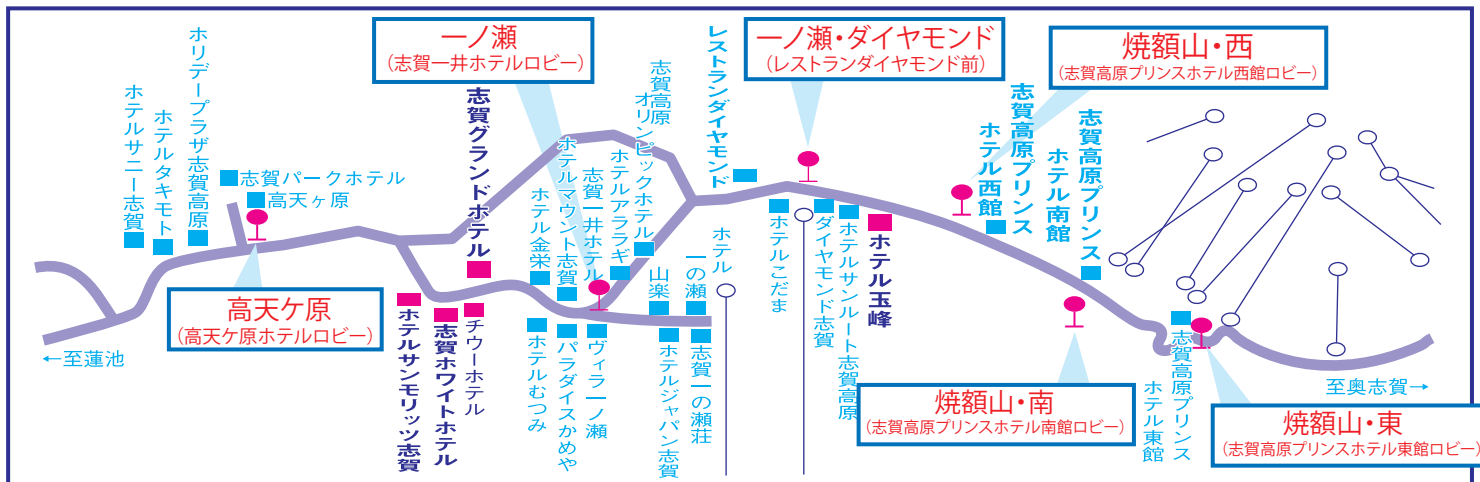 ホテルサニー志賀
ホテルタキモト
ホリデープラザ志賀高原
志賀パークホテル
高天ヶ原
高天ケ原
(高天ケ原ホテルロビー)
←至蓮池
一ノ瀬
(志賀一井ホテルロビー)
志賀グランドホテル
ホテルサンモリッツ志賀
志賀ホワイトホテル
チウーホテル
ホテル金栄
ホテルマウント志賀
志賀一井ホテル
ホテルアララギ
志賀高原
オリンピックホテル
ホテルむつみ
パラダイスかめや
ヴィラ一ノ瀬
山楽
一の瀬
ホテルジャパン志賀
志賀一の瀬荘
ホテル
レストランダイヤモンド
一ノ瀬・ダイヤモンド
(レストランダイヤモンド前)
ホテルこだま
ダイヤモンド志賀
ホテルサンルート志賀高原
ホテル玉峰
焼額山・西
(志賀高原プリンスホテル西館ロビー)
志賀高原プリンス
ホテル西館
志賀高原プリンス
ホテル南館
焼額山・南
(志賀高原プリンスホテル南館ロビー)
志賀高原プリンス
ホテル東館
焼額山・東
(志賀高原プリンスホテル東館ロビー)
至奥志賀→